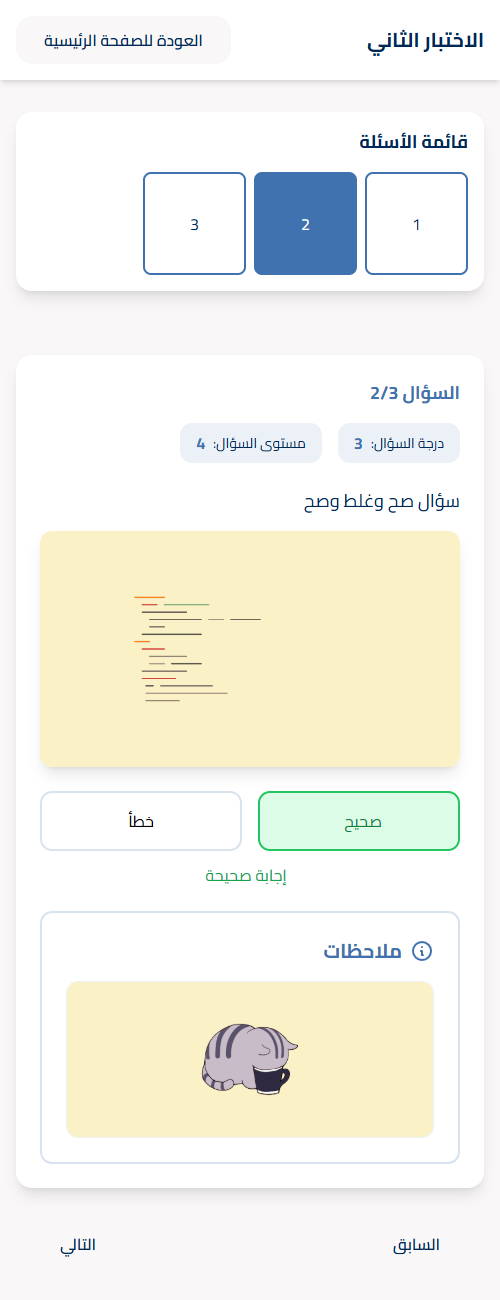 الاختبار الثاني
العودة للصفحة الرئيسية
قائمة الأسئلة
1
2
3
السؤال 2/3
درجة السؤال: 3
مستوى السؤال: 4
سؤال صح وغلط وصح
صحيح
خطأ
إجابة صحيحة
ملاحظات
السابق
التالي